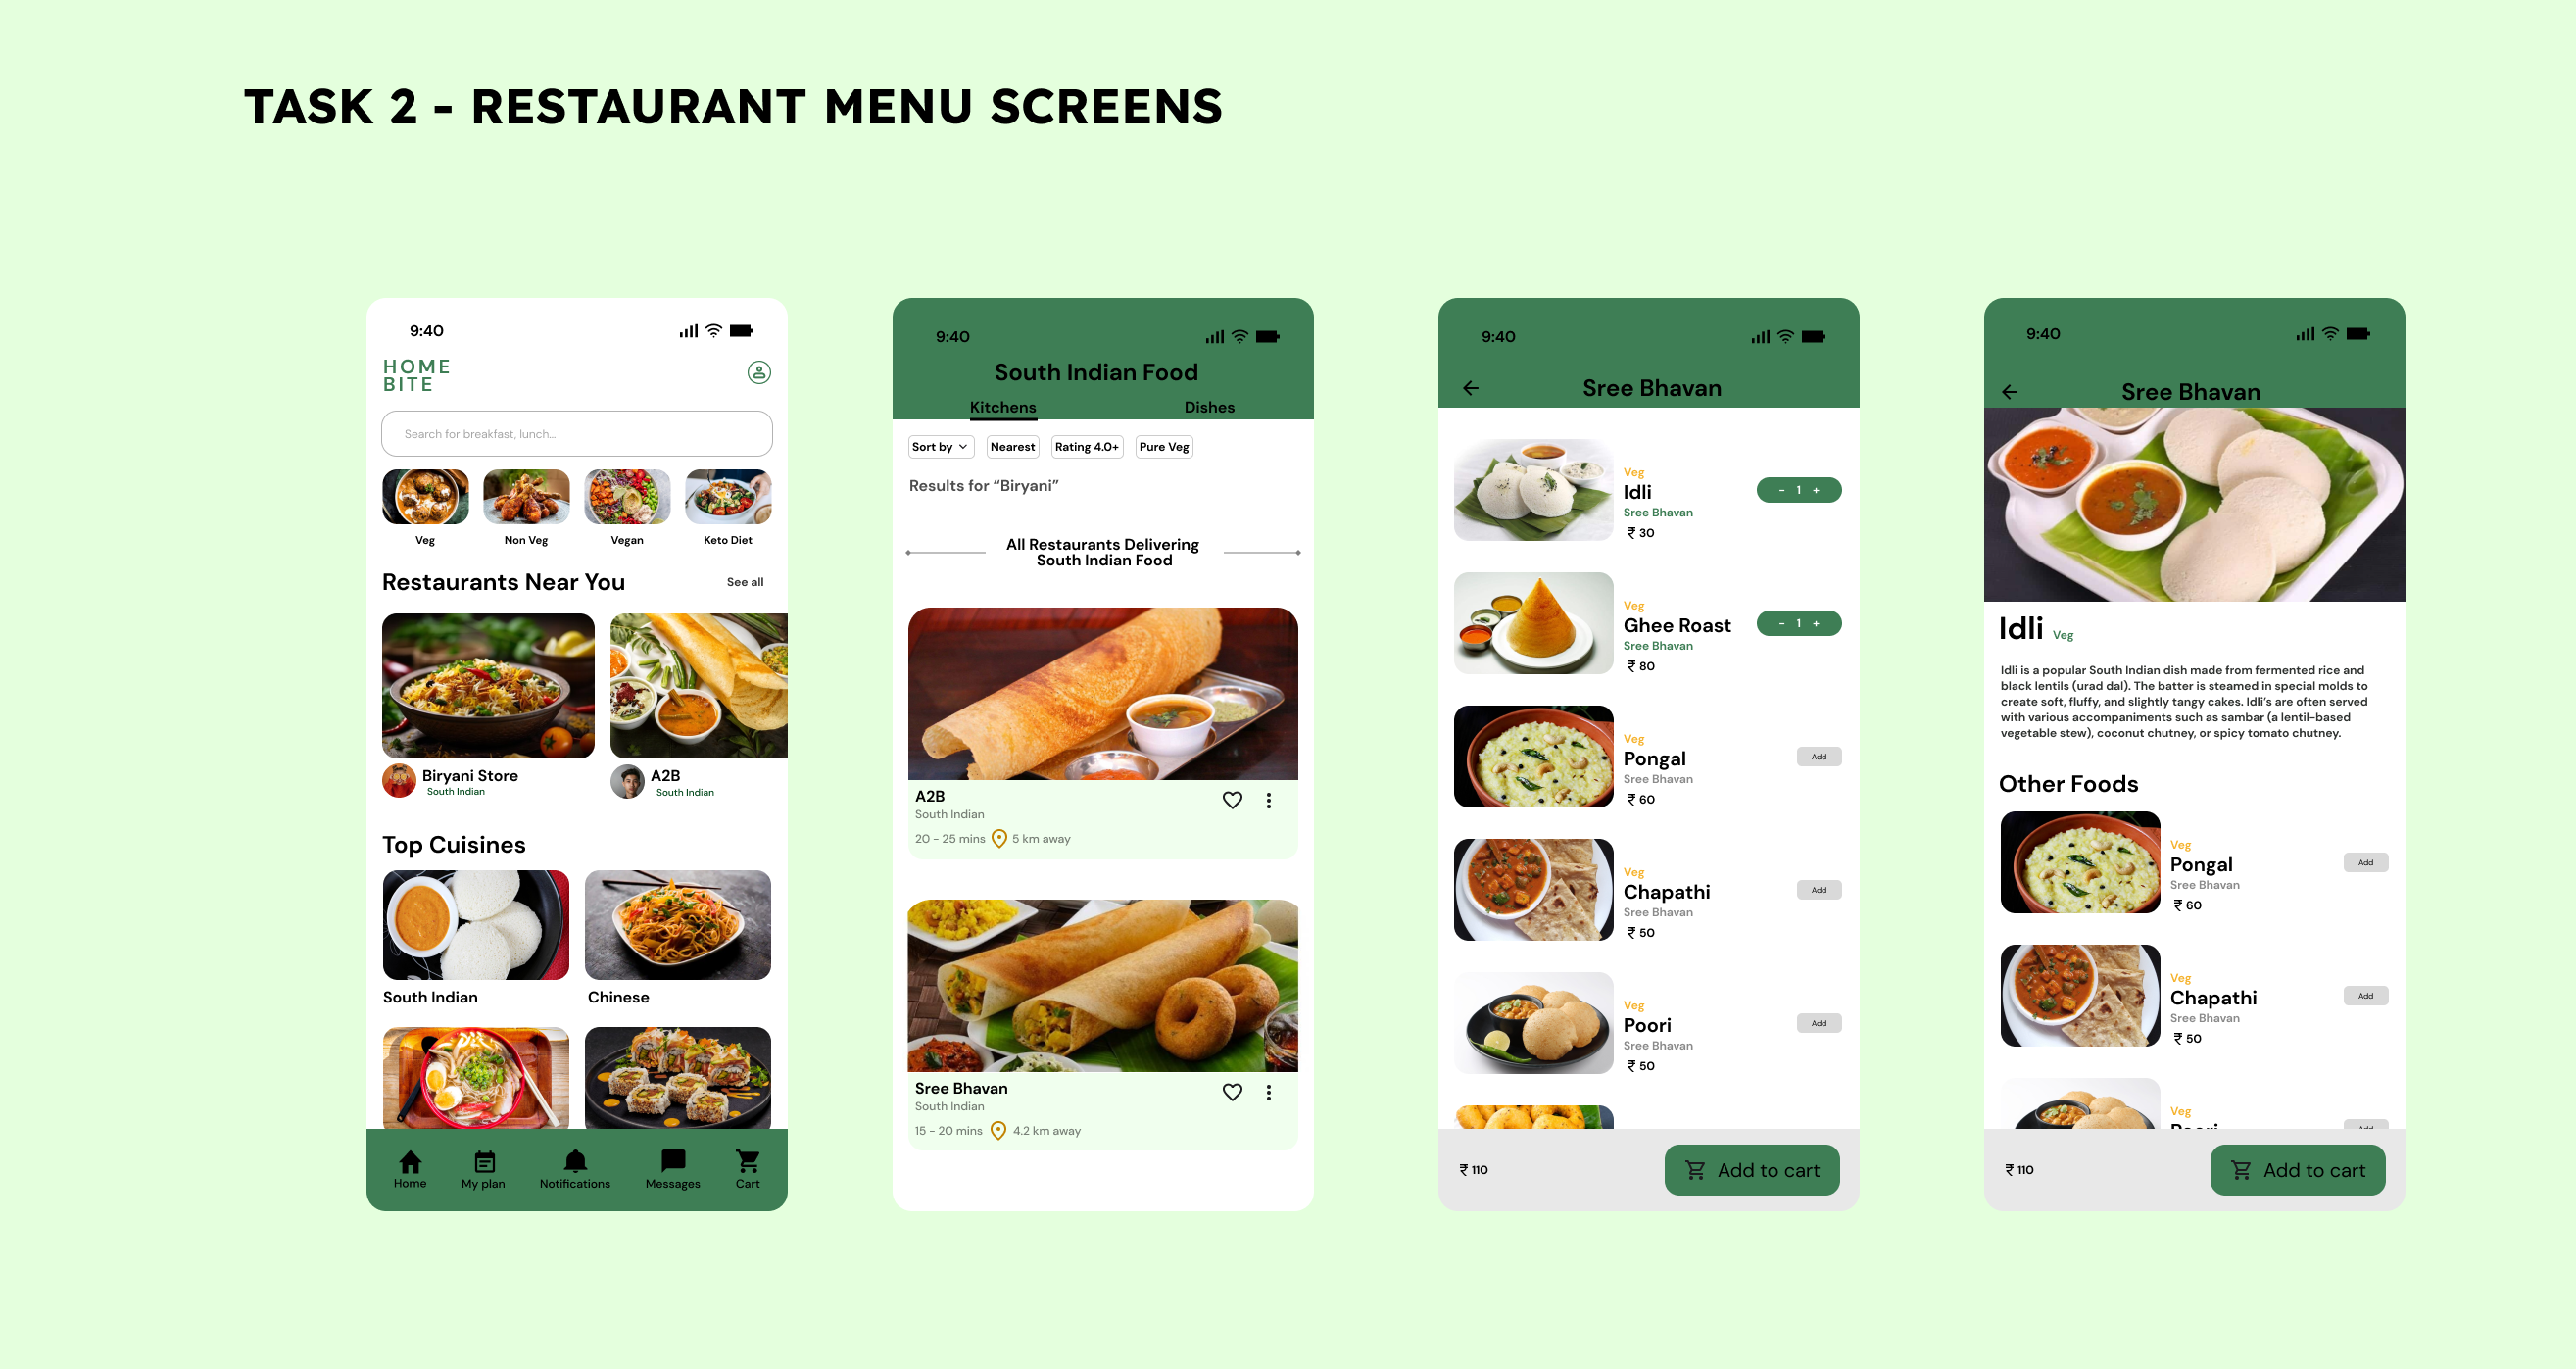 TASK 2 - RESTAURANT MENU SCREENS
9:40
HOME
BITE
Search for breakfast, lunch...
Veg Non Veg Vegan Keto Diet
Restaurants Near You See all
Biryani Store
South Indian
A2B
South Indian
Top Cuisines
South Indian Chinese
Home My plan Notifications Messages Cart
9:40
South Indian Food
Kitchens Dishes
Sort by Nearest Rating 4.0+ Pure Veg
Results for “Biryani”
All Restaurants Delivering
South Indian Food
A2B
South Indian
20 - 25 mins 5 km away
Sree Bhavan
South Indian
15 - 20 mins 4.2 km away
9:40
Sree Bhavan
Veg
Idli - 1 +
Sree Bhavan
₹ 30
Veg
Ghee Roast - 1 +
Sree Bhavan
₹ 80
Veg
Pongal Add
Sree Bhavan
₹ 60
Veg
Chapathi Add
Sree Bhavan
₹ 50
Veg
Poori Add
Sree Bhavan
₹ 50
₹ 110 Add to cart
9:40
Sree Bhavan
Idli Veg
Idli is a popular South Indian dish made from fermented rice and
black lentils (urad dal). The batter is steamed in special molds to
create soft, fluffy, and slightly tangy cakes. Idli’s are often served
with various accompaniments such as sambar (a lentil-based
vegetable stew), coconut chutney, or spicy tomato chutney.
Other Foods
Veg
Pongal Add
Sree Bhavan
₹ 60
Veg
Chapathi Add
Sree Bhavan
₹ 50
Veg
Poori Add
₹ 110 Add to cart